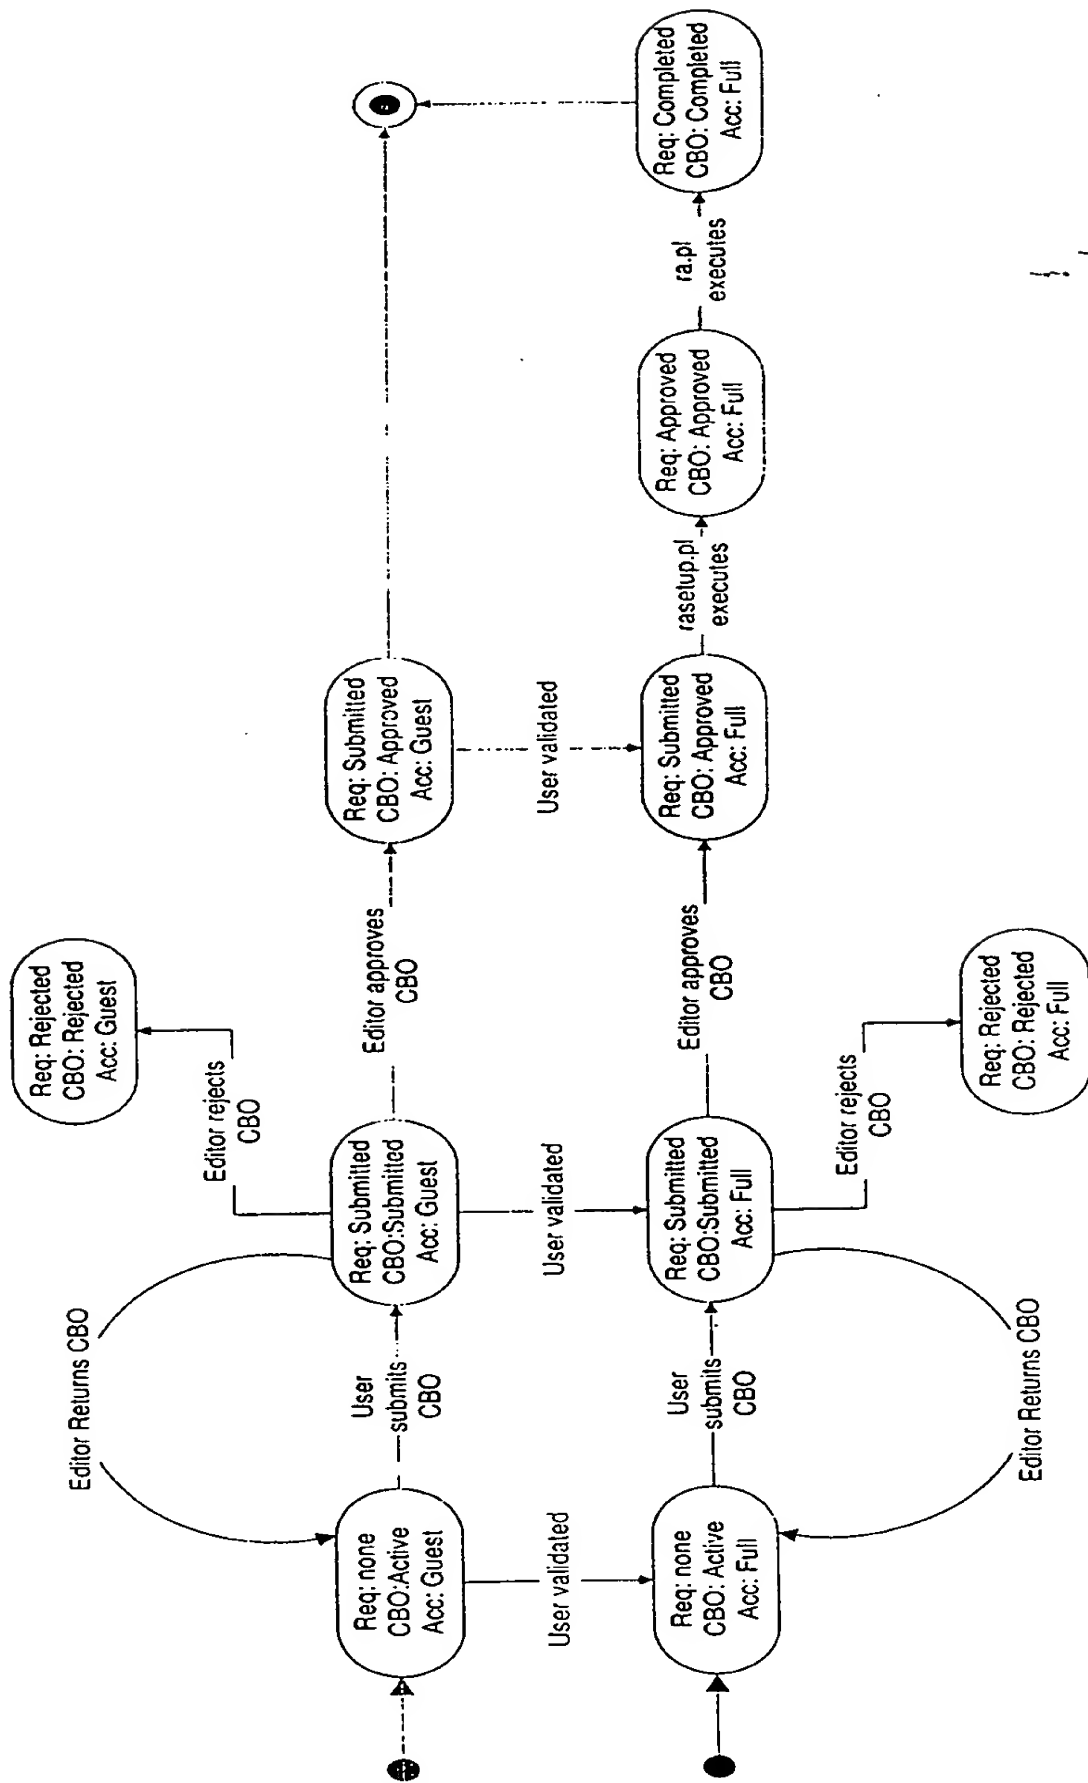 Req: Rejected
CBO: Rejected
Acc: Guest
Editor rejects
CBO
Editor Returns CBO
Req: none
CBO:Active
Acc: Guest
User
submits
CBO
Req: Submitted
CBO:Submitted
Acc: Guest
Editor approves
CBO
Req: Submitted
CBO: Approved
Acc: Guest
User validated
User validated
User validated
Req: none
CBO: Active
Acc: Full
User
submits
CBO
Req: Submitted
CBO:Submitted
Acc: Full
Editor approves
CBO
Req: Submitted
CBO: Approved
Acc: Full
rasetup.pl
executes
Req: Approved
CBO: Approved
Acc: Full
ra.pl
executes
Req: Completed
CBO: Completed
Acc: Full
Editor Returns CBO
Editor rejects
CBO
Req: Rejected
CBO: Rejected
Acc: Full